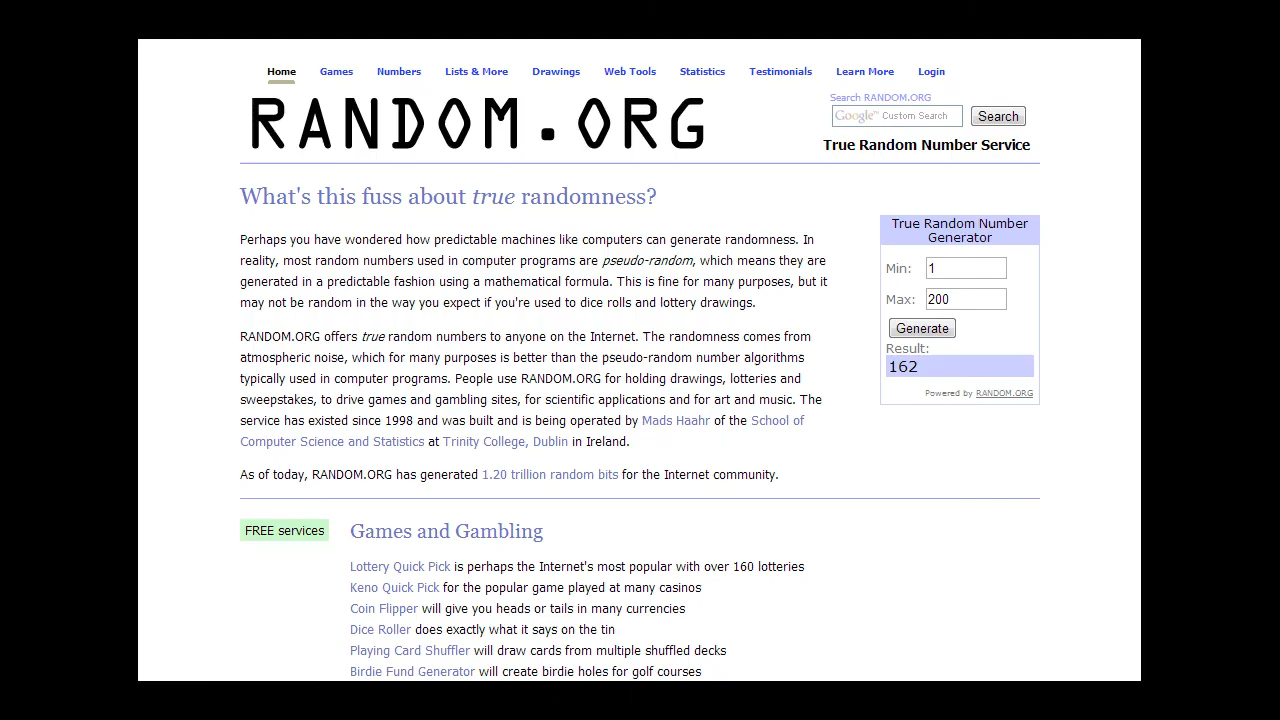 Home Games Numbers Lists & More Drawings Web Tools Statistics Testimonials Learn More Login
RANDOM.ORG
Search RANDOM.ORG
Google™ Custom Search Search
True Random Number Service
What's this fuss about true randomness?
Perhaps you have wondered how predictable machines like computers can generate randomness. In
reality, most random numbers used in computer programs are pseudo-random, which means they are
generated in a predictable fashion using a mathematical formula. This is fine for many purposes, but it
may not be random in the way you expect if you're used to dice rolls and lottery drawings.
RANDOM.ORG offers true random numbers to anyone on the Internet. The randomness comes from
atmospheric noise, which for many purposes is better than the pseudo-random number algorithms
typically used in computer programs. People use RANDOM.ORG for holding drawings, lotteries and
sweepstakes, drive games and gambling sites, for scientific applications and for art and music. The
service has existed since 1998 and was built and is being operated by Mads Haahr of the School of
Computer Science and Statistics at Trinity College, Dublin in Ireland.
As of today, RANDOM.ORG has generated 1.20 trillion random bits for the Internet community.
True Random Number
Generator
Min: 1
Max: 200
Generate
Result:
162
Powered by RANDOM.ORG
FREE services
Games and Gambling
Lottery Quick Pick is perhaps the Internet's most popular with over 160 lotteries
Keno Quick Pick for the popular game played at many casinos
Coin Flipper will give you heads or tails in many currencies
Dice Roller does exactly what it says on the tin
Playing Card Shuffler will draw cards from multiple shuffled decks
Birdie Fund Generator will create birdie holes for golf courses